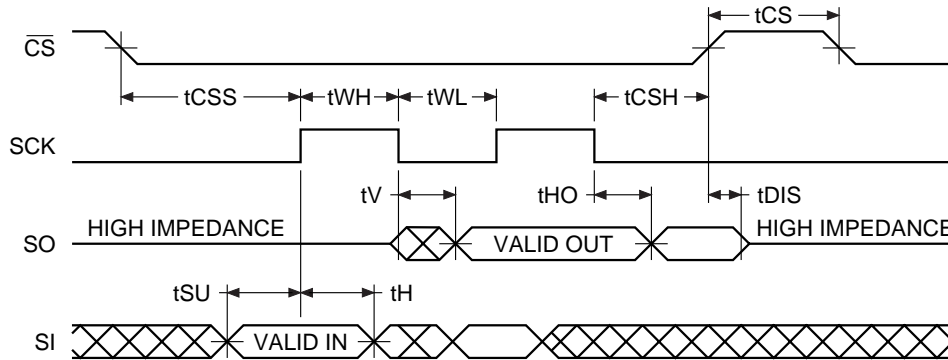 tCS
CS
tCSS
tWH
tWL
tCSH
SCK
tV
tHO
tDIS
HIGH IMPEDANCE
VALID OUT
HIGH IMPEDANCE
SO
tSU
tH
SI
VALID IN